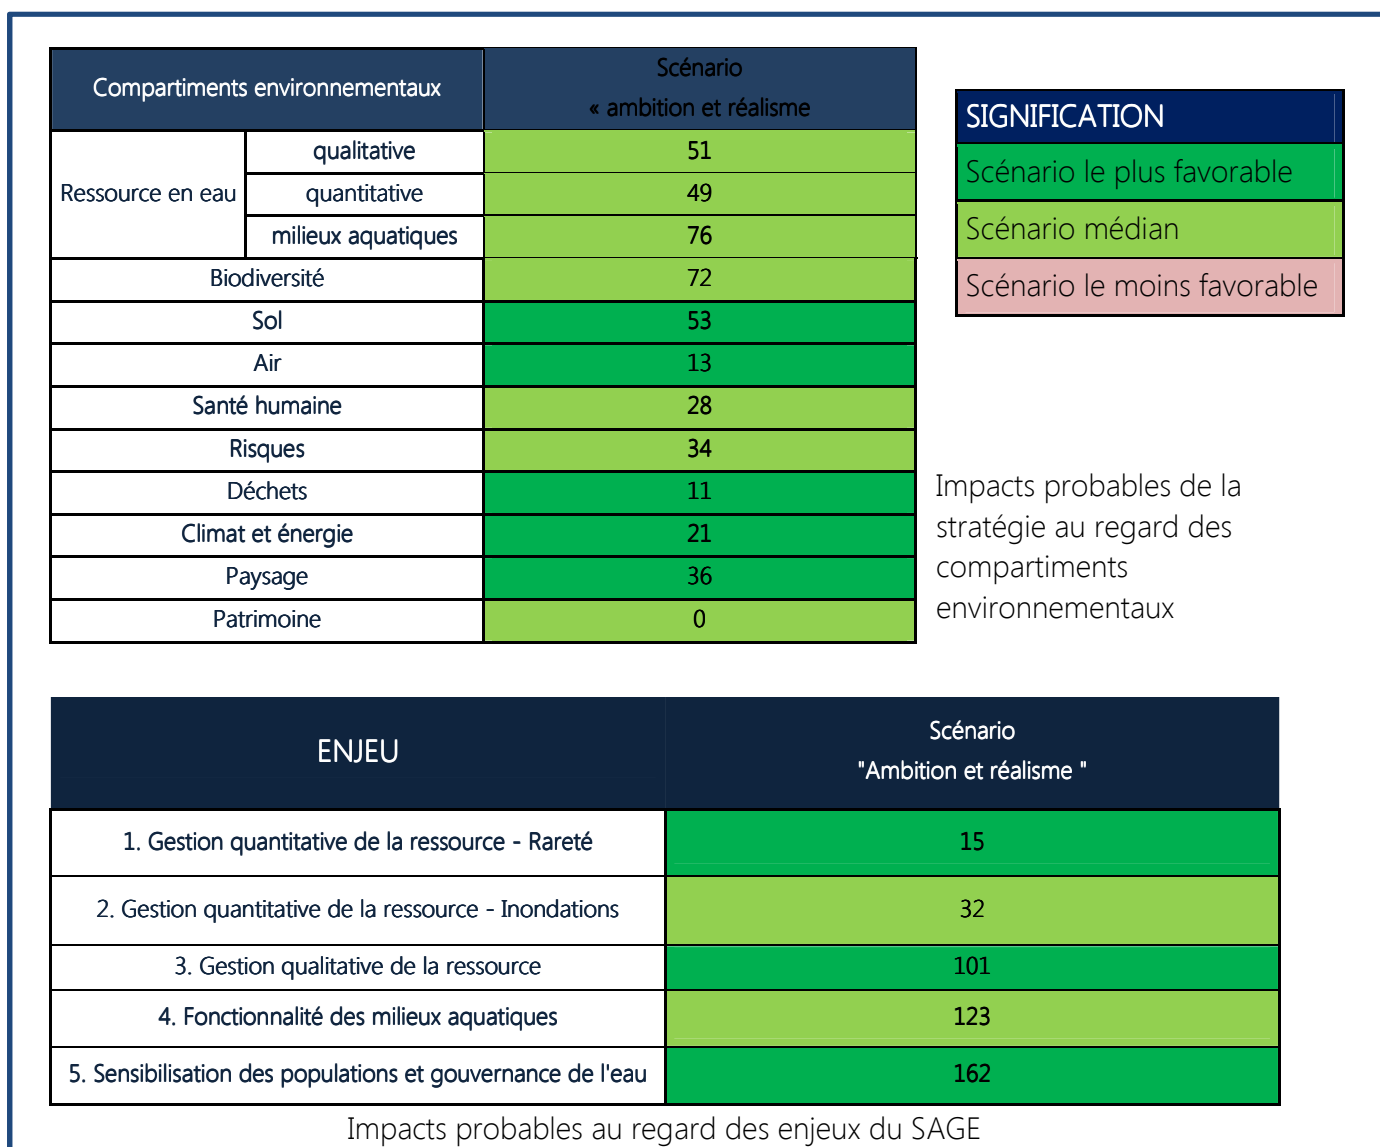 Compartiments environnementaux
Scénario
« ambition et réalisme
Ressource en eau
qualitative 51
quantitative 49
milieux aquatiques 76
Biodiversité 72
Sol 53
Air 13
Santé humaine 28
Risques 34
Déchets 11
Climat et énergie 21
Paysage 36
Patrimoine 0
SIGNIFICATION
Scénario le plus favorable
Scénario médian
Scénario le moins favorable
Impacts probables de la
stratégie au regard des
compartiments
environnementaux
ENJEU
Scénario
"Ambition et réalisme "
1. Gestion quantitative de la ressource - Rareté 15
2. Gestion quantitative de la ressource - Inondations 32
3. Gestion qualitative de la ressource 101
4. Fonctionnalité des milieux aquatiques 123
5. Sensibilisation des populations et gouvernance de l'eau 162
Impacts probables au regard des enjeux du SAGE